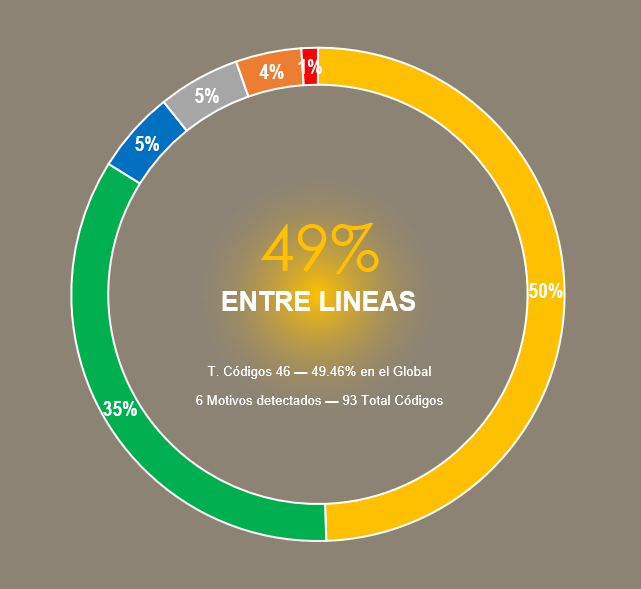 1%
4%
5%
5%
49%
50%
ENTRE LINEAS
T. Códigos 46 — 49.46% en el Global
6 Motivos detectados — 93 Total Códigos
35%